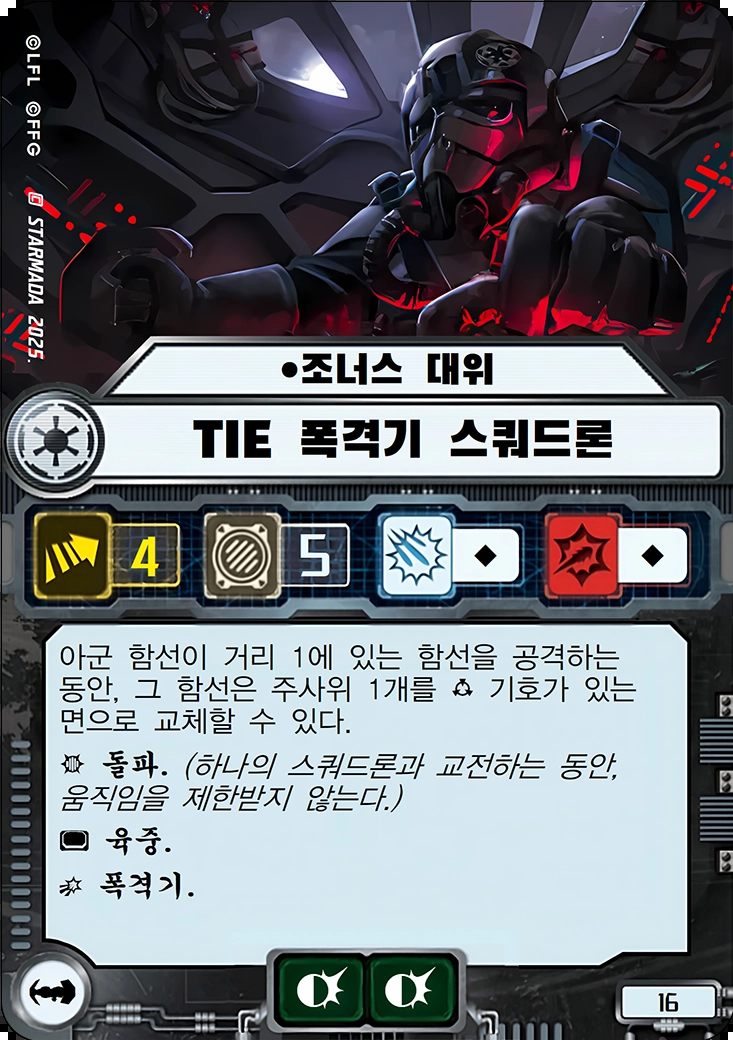 ©LFL ©FFG
STARMADA 2025.
•조너스 대위
TIE 폭격기 스쿼드론
4
5
아군 함선이 거리 1에 있는 함선을 공격하는
동안, 그 함선은 주사위 1개를 기호가 있는
면으로 교체할 수 있다.
돌파. (하나의 스쿼드론과 교전하는 동안,
움직임을 제한받지 않는다.)
육중.
폭격기.
16